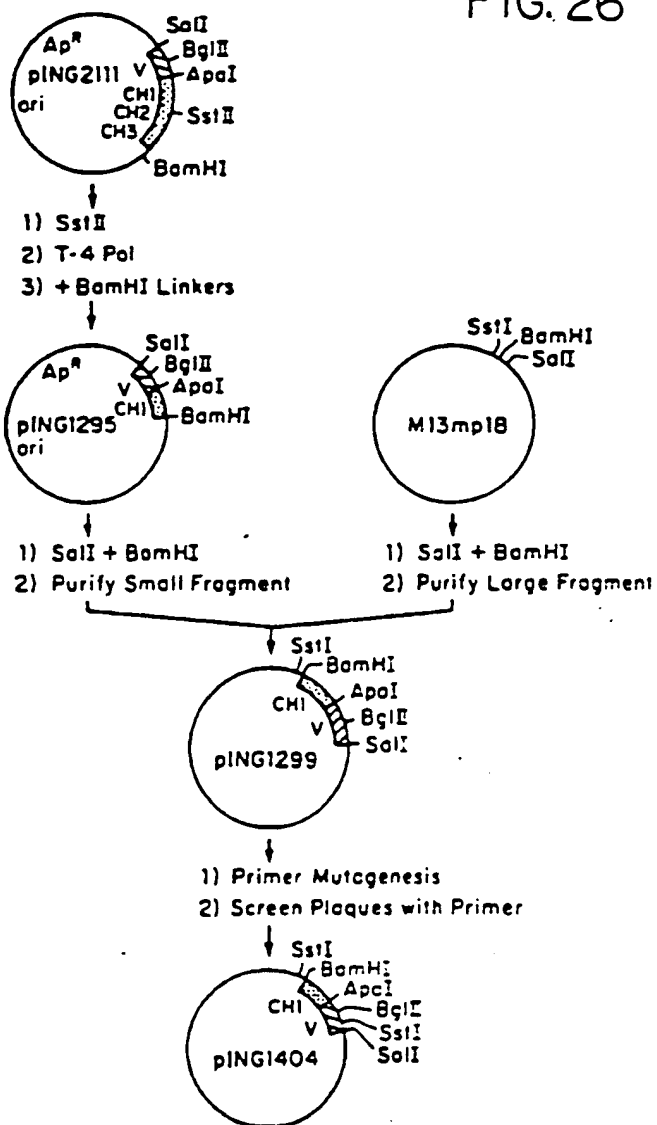 FIG. 26
SalI
BglII
ApaI
SstII
BamHI
Ap^R
pING2111
ori
V
CH1
CH2
CH3
1) SstII
2) T-4 Pol
3) + BamHI Linkers
SalI
BglII
ApaI
BamHI
Ap^R
V
CH1
pING1295
ori
SstI
BamHI
SalI
M13mp18
1) SalI + BamHI
2) Purify Small Fragment
1) SalI + BamHI
2) Purify Large Fragment
SstI
BamHI
ApaI
BglII
SalI
CH1
V
pING1299
1) Primer Mutagenesis
2) Screen Plaques with Primer
SstI
BamHI
ApaI
BglII
SstI
SalI
CH1
V
pING1404